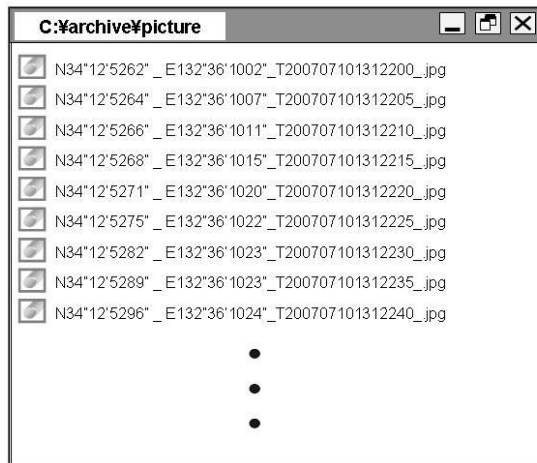 C:¥archive¥picture
N34"12'5262" _ E132"36'1002"_T200707101312200_.jpg
N34"12'5264" _ E132"36'1007"_T200707101312205_.jpg
N34"12'5266" _ E132"36'1011"_T200707101312210_.jpg
N34"12'5268" _ E132"36'1015"_T200707101312215_.jpg
N34"12'5271" _ E132"36'1020"_T200707101312220_.jpg
N34"12'5275" _ E132"36'1022"_T200707101312225_.jpg
N34"12'5282" _ E132"36'1023"_T200707101312230_.jpg
N34"12'5289" _ E132"36'1023"_T200707101312235_.jpg
N34"12'5296" _ E132"36'1024"_T200707101312240_.jpg